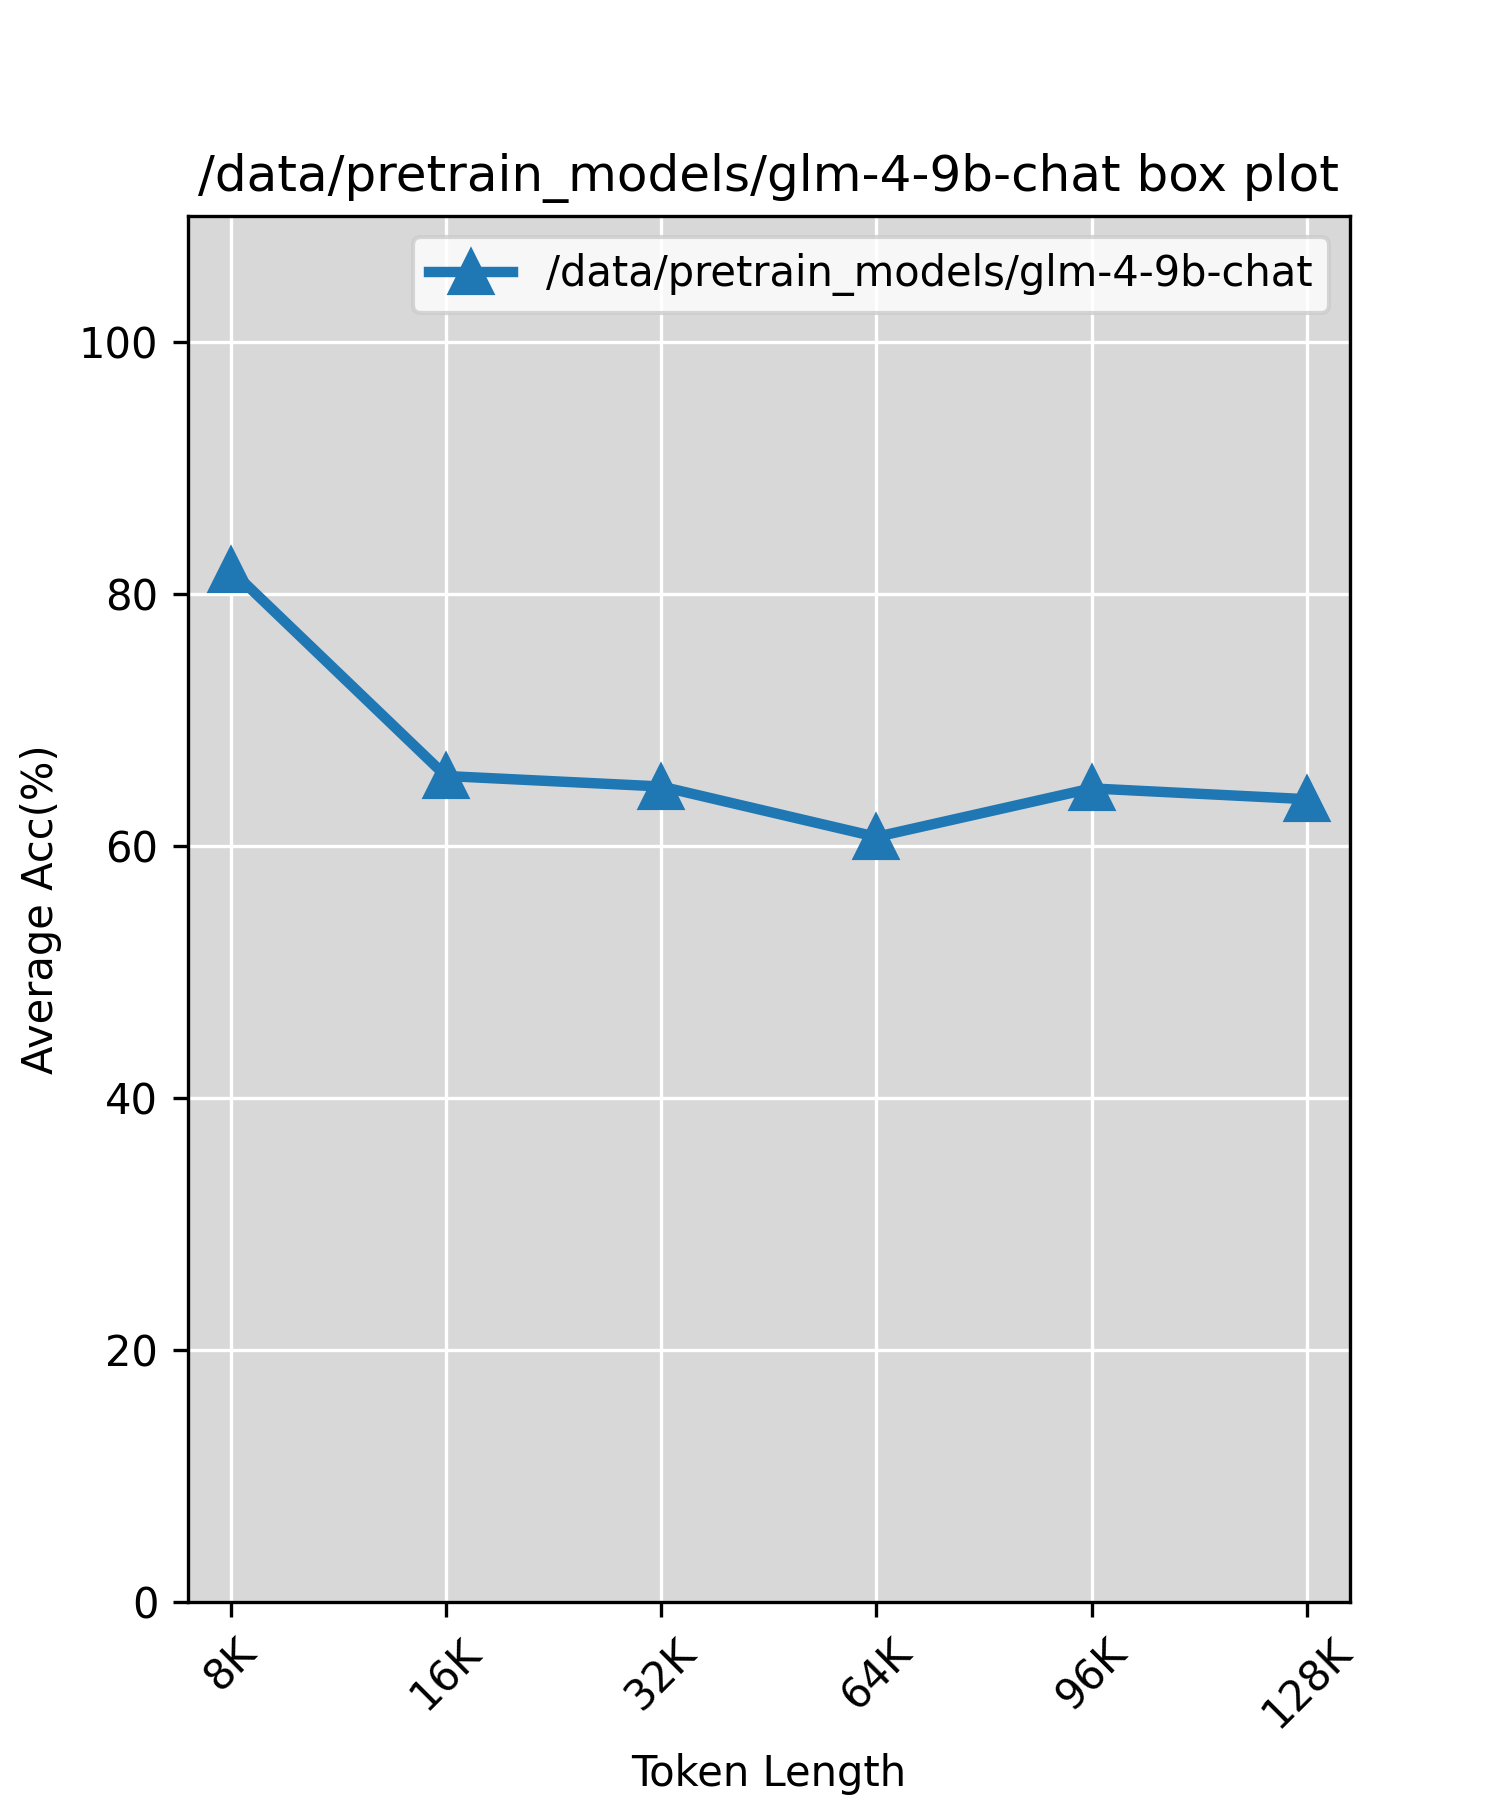 /data/pretrain_models/glm-4-9b-chat box plot
/data/pretrain_models/glm-4-9b-chat
100
80
60
40
20
0
Average Acc(%)
8K
16K
32K
64K
96K
128K
Token Length